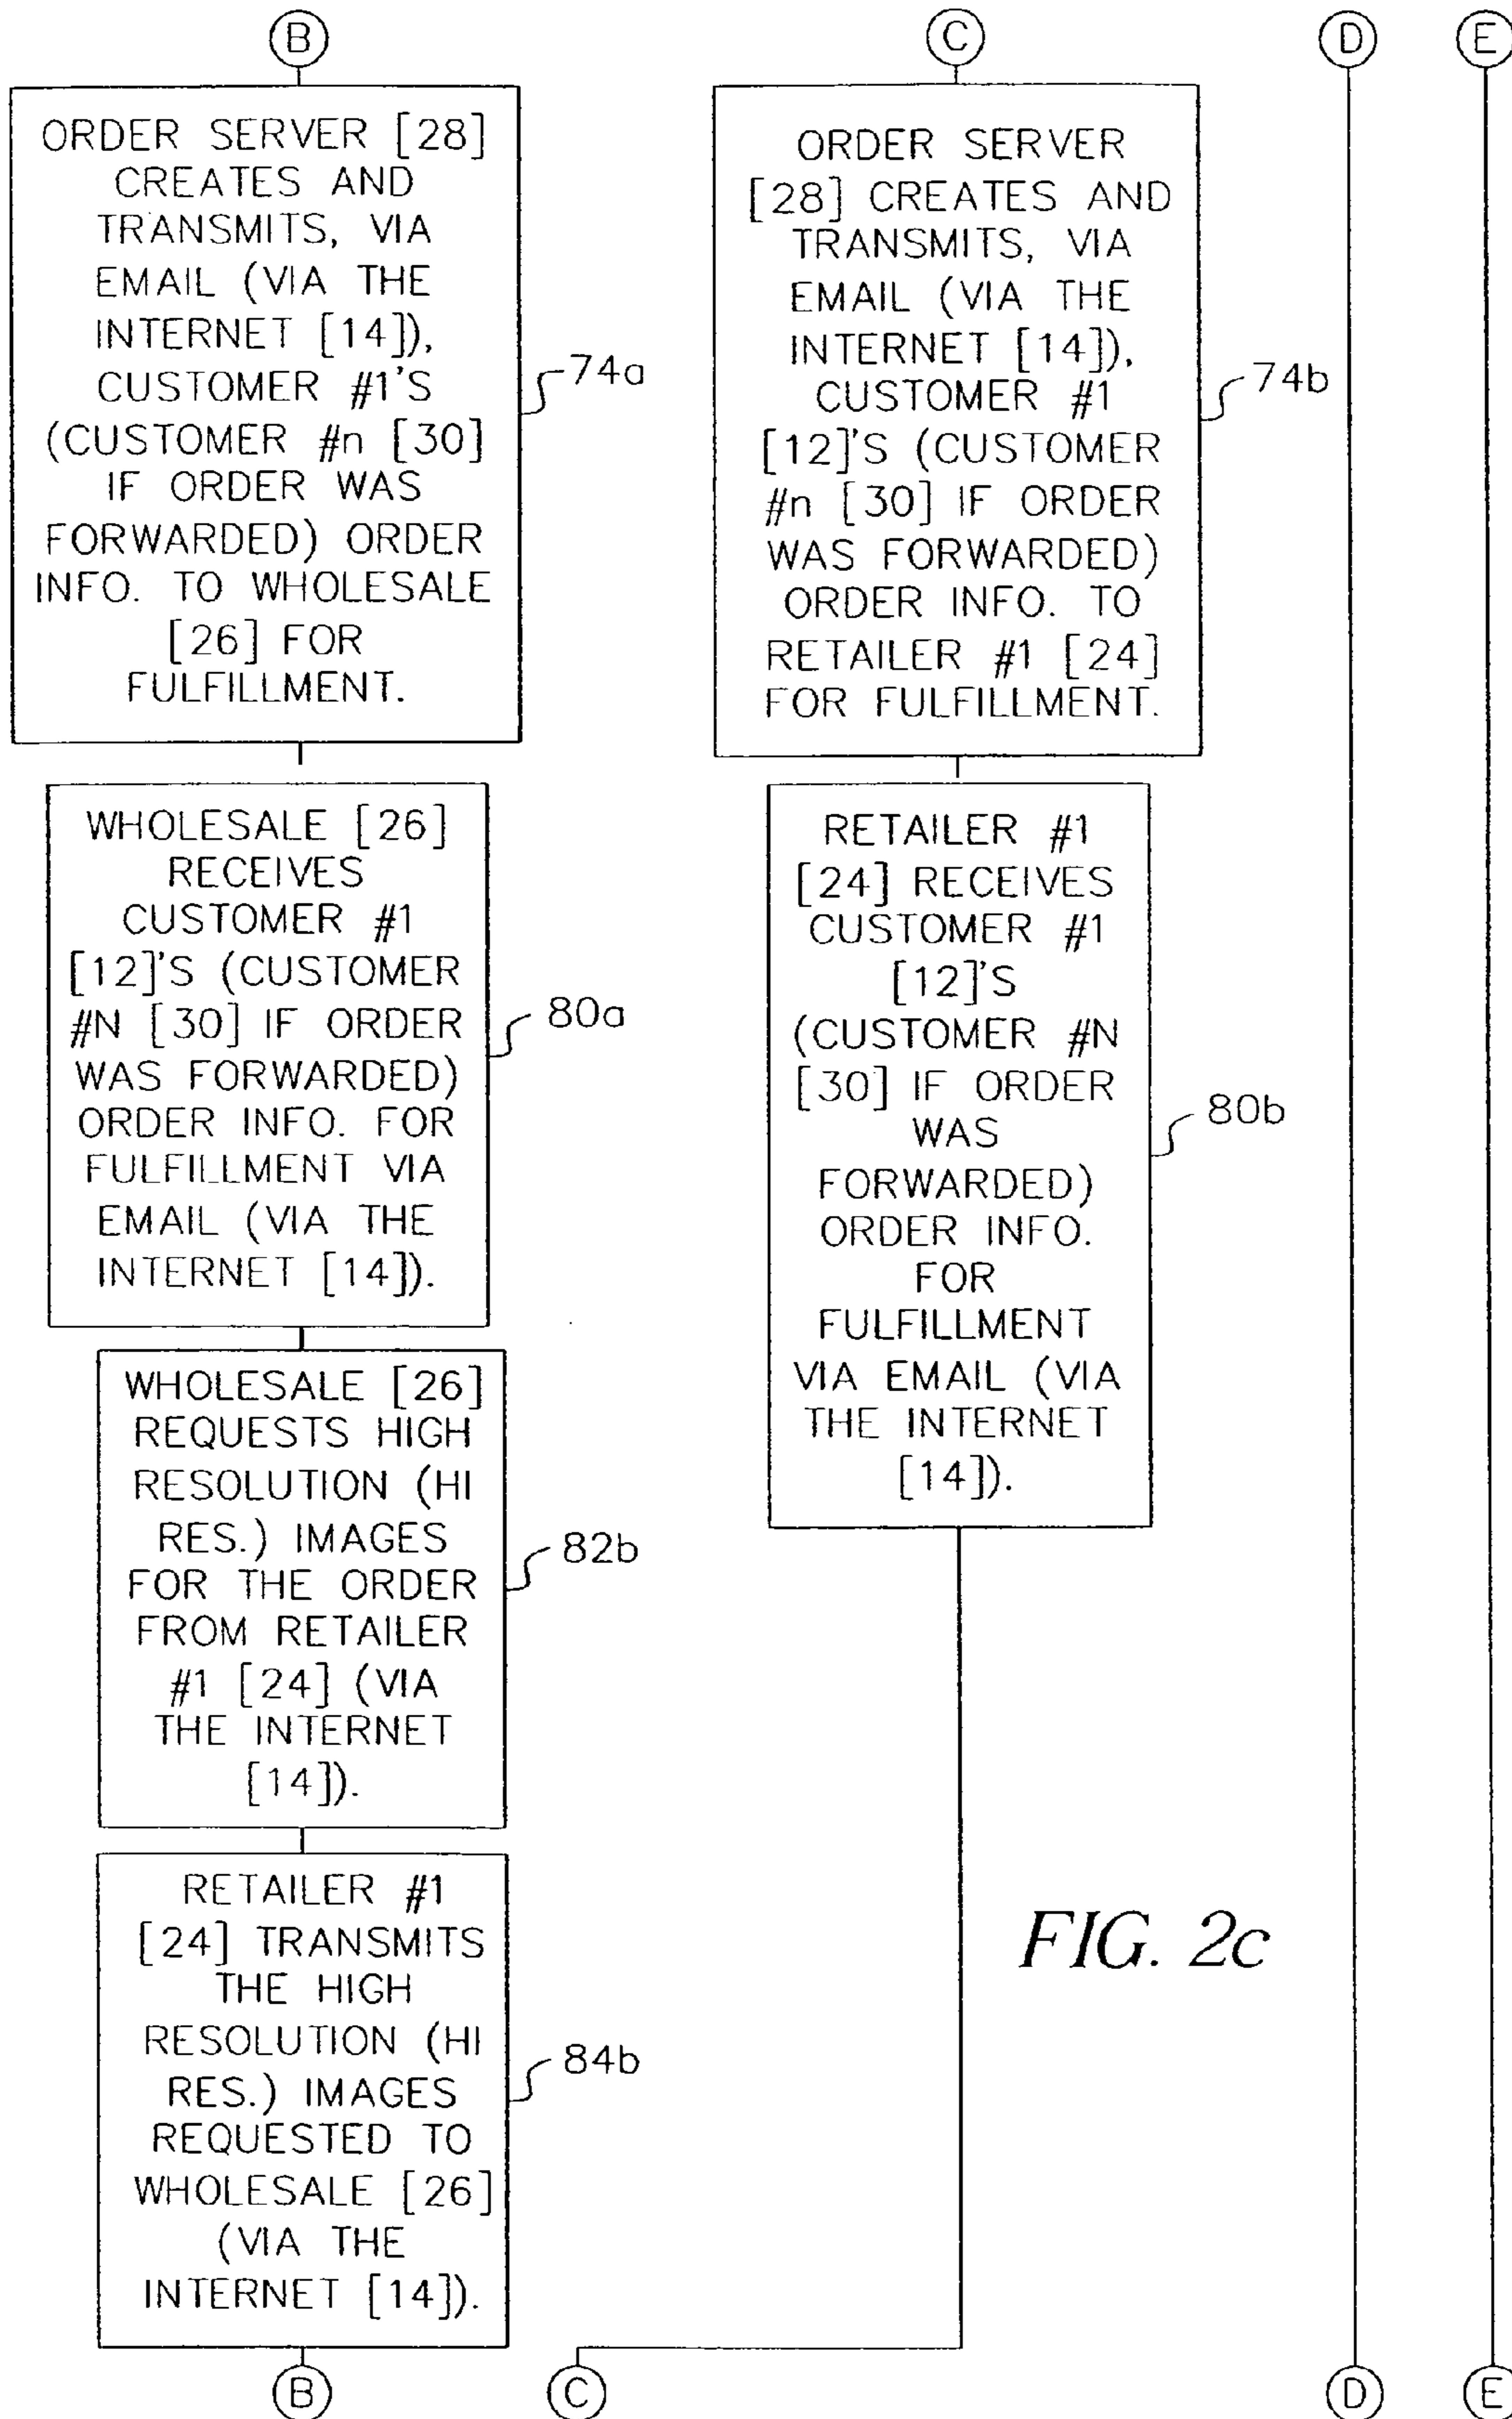 B
C
D
E
ORDER SERVER [28]
CREATES AND
TRANSMITS, VIA
EMAIL (VIA THE
INTERNET [14]),
CUSTOMER #1'S
(CUSTOMER #n [30]
IF ORDER WAS
FORWARDED) ORDER
INFO. TO WHOLESALE
[26] FOR
FULFILLMENT.
74a
ORDER SERVER
[28] CREATES AND
TRANSMITS, VIA
EMAIL (VIA THE
INTERNET [14]),
CUSTOMER #1
[12]'S (CUSTOMER
#n [30] IF ORDER
WAS FORWARDED)
ORDER INFO. TO
RETAILER #1 [24]
FOR FULFILLMENT.
74b
WHOLESALE [26]
RECEIVES
CUSTOMER #1
[12]'S (CUSTOMER
#N [30] IF ORDER
WAS FORWARDED)
ORDER INFO. FOR
FULFILLMENT VIA
EMAIL (VIA THE
INTERNET [14]).
80a
RETAILER #1
[24] RECEIVES
CUSTOMER #1
[12]'S
(CUSTOMER #N
[30] IF ORDER
WAS
FORWARDED)
ORDER INFO.
FOR
FULFILLMENT
VIA EMAIL (VIA
THE INTERNET
[14]).
80b
WHOLESALE [26]
REQUESTS HIGH
RESOLUTION (HI
RES.) IMAGES
FOR THE ORDER
FROM RETAILER
#1 [24] (VIA
THE INTERNET
[14]).
82b
RETAILER #1
[24] TRANSMITS
THE HIGH
RESOLUTION (HI
RES.) IMAGES
REQUESTED TO
WHOLESALE [26]
(VIA THE
INTERNET [14]).
84b
FIG. 2c
B
C
D
E